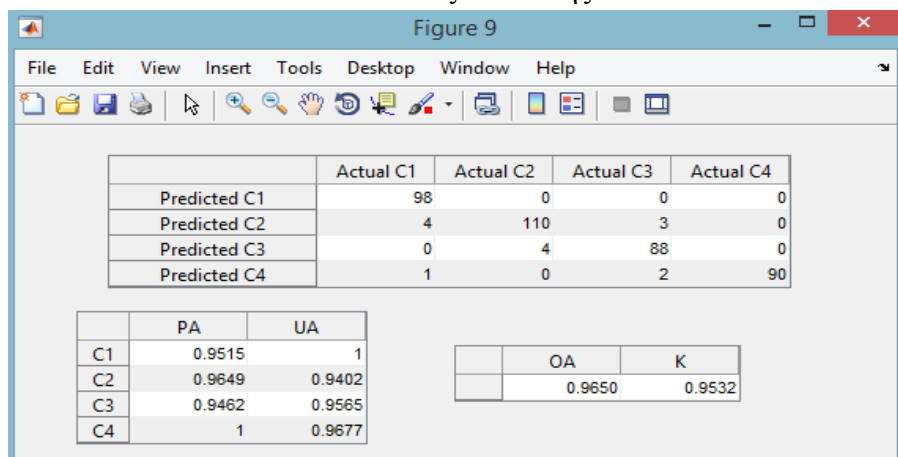 Figure 9
File Edit View Insert Tools Desktop Window Help
Actual C1 Actual C2 Actual C3 Actual C4
Predicted C1 98 0 0 0
Predicted C2 4 110 3 0
Predicted C3 0 4 88 0
Predicted C4 1 0 2 90
PA UA
C1 0.9515 1
C2 0.9649 0.9402
C3 0.9462 0.9565
C4 1 0.9677
OA K
0.9650 0.9532